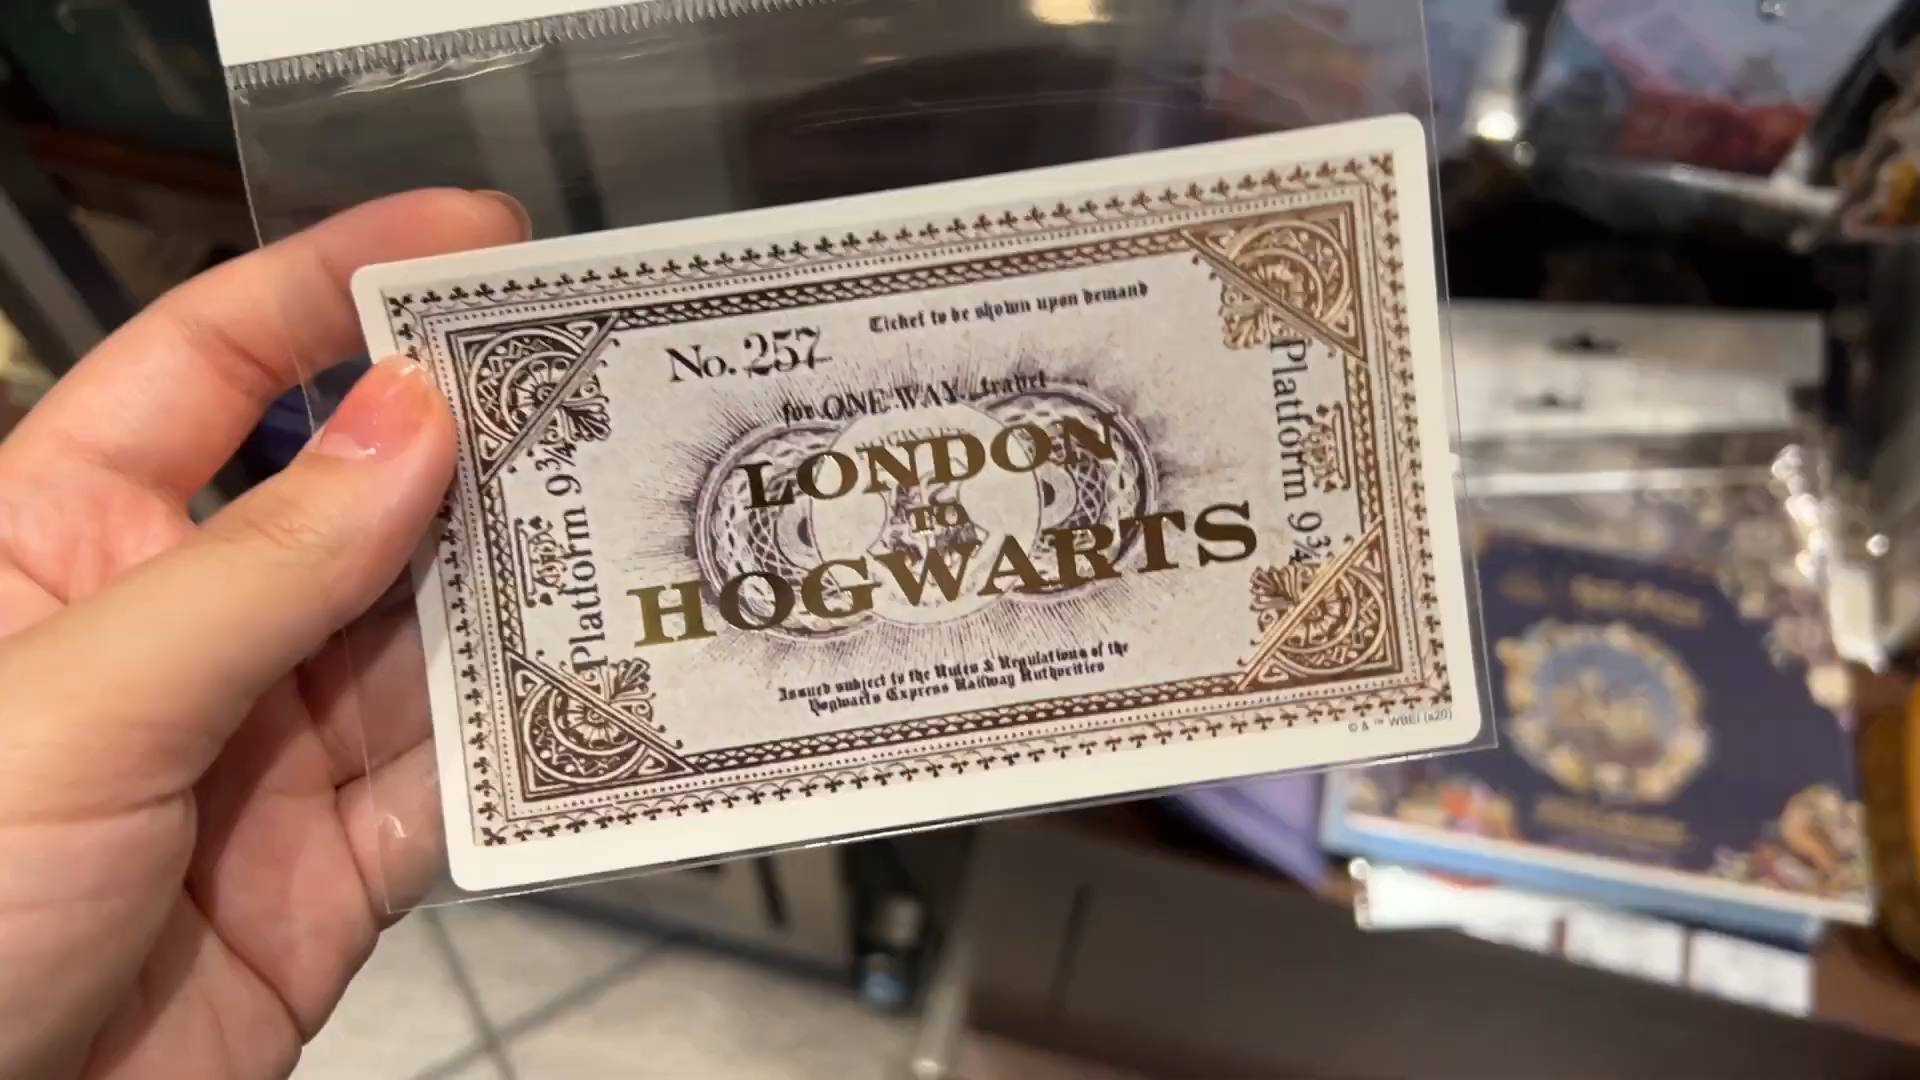 No. 257
Ticket to be shown upon demand
for ONE WAY travel
LONDON
TO
HOGWARTS
Platform 9¾
Platform 9¾
Issued subject to the Rules & Regulations of the
Hogwarts Express Railway Authorities
© & ™ WBEI (s20)